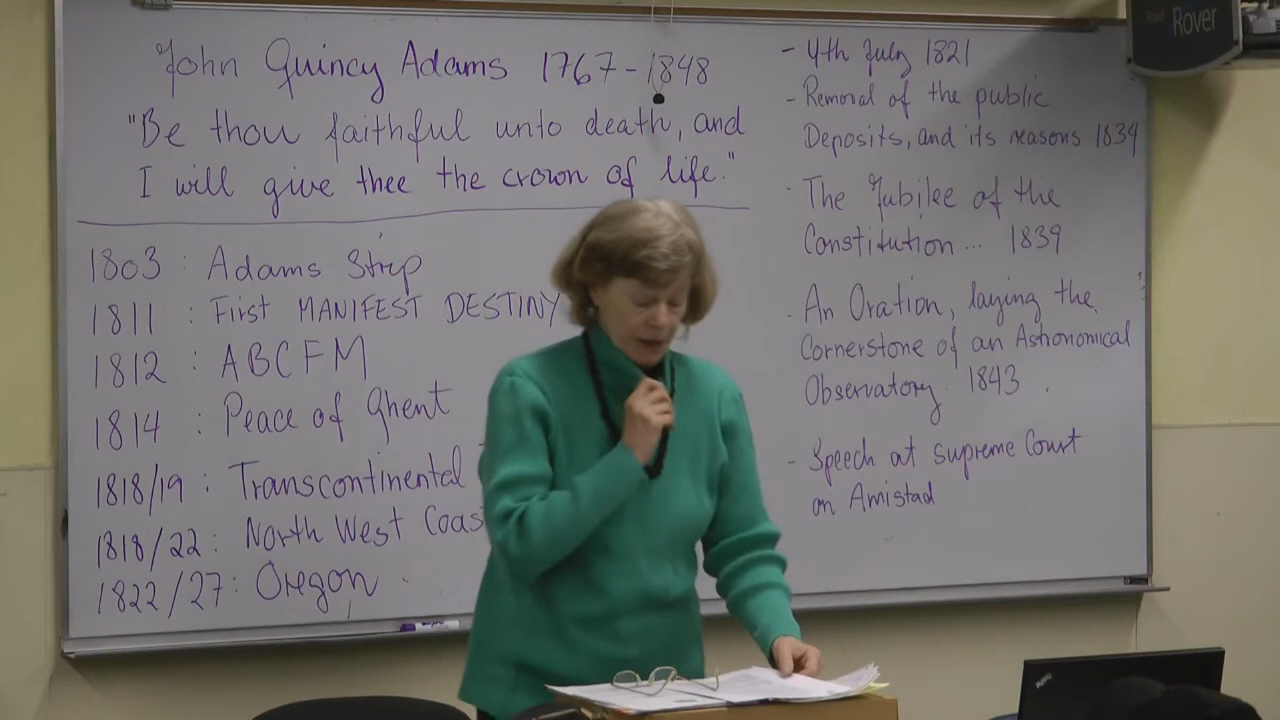 John Quincy Adams 1767-1848
"Be thou faithful unto death, and
I will give thee the crown of life."
1803 : Adams Strip
1811 : First MANIFEST DESTINY
1812 : ABCFM
1814 : Peace of Ghent
1818/19 : Transcontinental
1818/22 : North West Coas
1822/27 : Oregon
- 4th July 1821
- Removal of the public
Deposits, and its reasons 1834
· The Jubilee of the
Constitution ... 1839
. An Oration, laying the
Cornerstone of an Astronomical
Observatory 1843 .
- Speech at Supreme Court
on Amistad
Royal
Rover